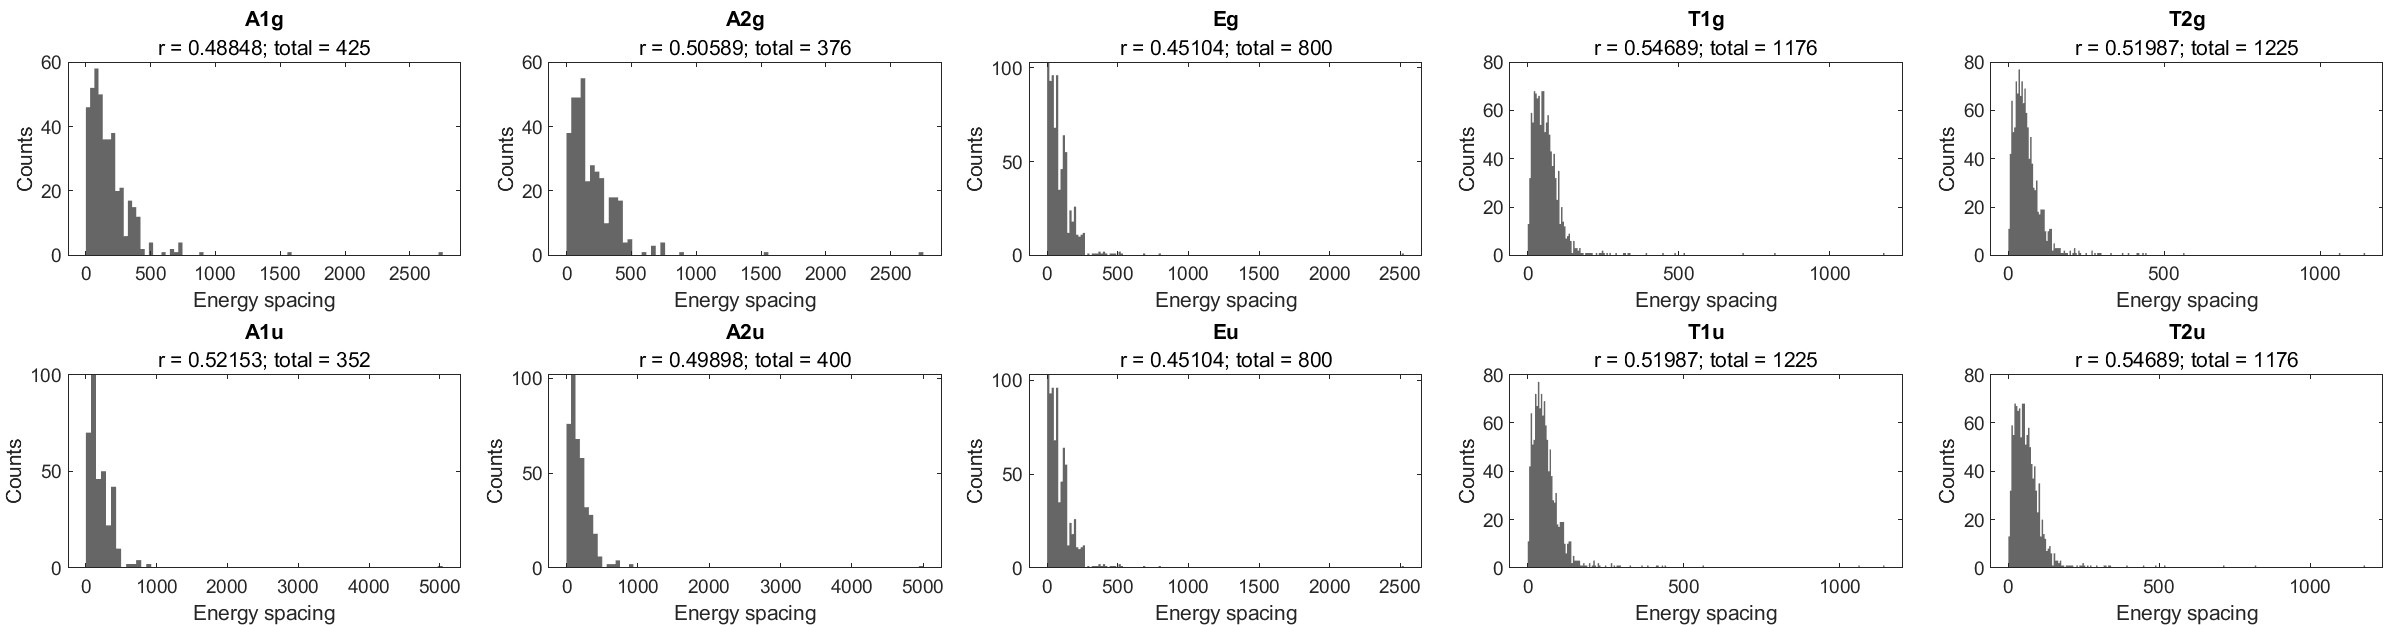 A1g
r = 0.48848; total = 425
60
40
20
0
Counts
0 500 1000 1500 2000 2500
Energy spacing
A2g
r = 0.50589; total = 376
60
40
20
0
Counts
0 500 1000 1500 2000 2500
Energy spacing
Eg
r = 0.45104; total = 800
100
50
0
Counts
0 500 1000 1500 2000 2500
Energy spacing
T1g
r = 0.54689; total = 1176
80
60
40
20
0
Counts
0 500 1000
Energy spacing
T2g
r = 0.51987; total = 1225
80
60
40
20
0
Counts
0 500 1000
Energy spacing
A1u
r = 0.52153; total = 352
100
50
0
Counts
0 1000 2000 3000 4000 5000
Energy spacing
A2u
r = 0.49898; total = 400
100
50
0
Counts
0 1000 2000 3000 4000 5000
Energy spacing
Eu
r = 0.45104; total = 800
100
50
0
Counts
0 500 1000 1500 2000 2500
Energy spacing
T1u
r = 0.51987; total = 1225
80
60
40
20
0
Counts
0 500 1000
Energy spacing
T2u
r = 0.54689; total = 1176
80
60
40
20
0
Counts
0 500 1000
Energy spacing